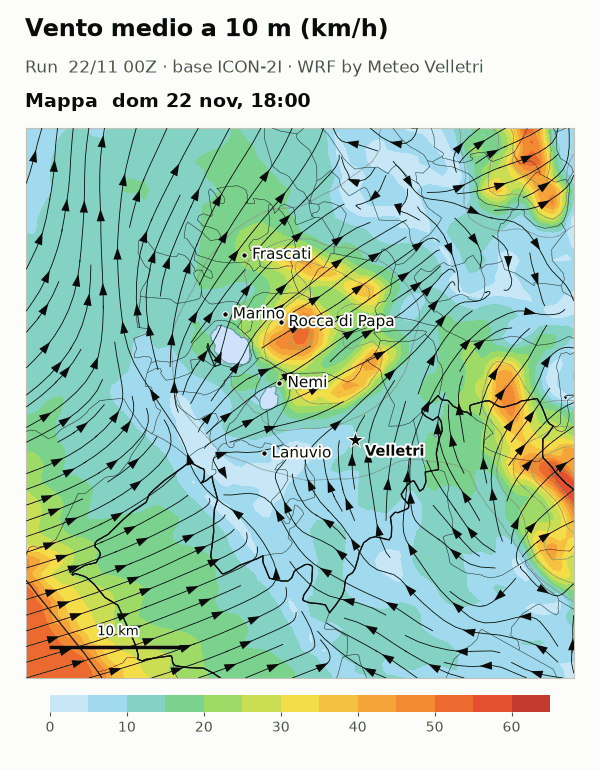 Vento medio a 10 m (km/h)
Run  22/11 00Z · base ICON-2I · WRF by Meteo Velletri
Mappa  dom 22 nov, 18:00
Frascati
Marino
Rocca di Papa
Nemi
Velletri
Lanuvio
10 km
0 10 20 30 40 50 60